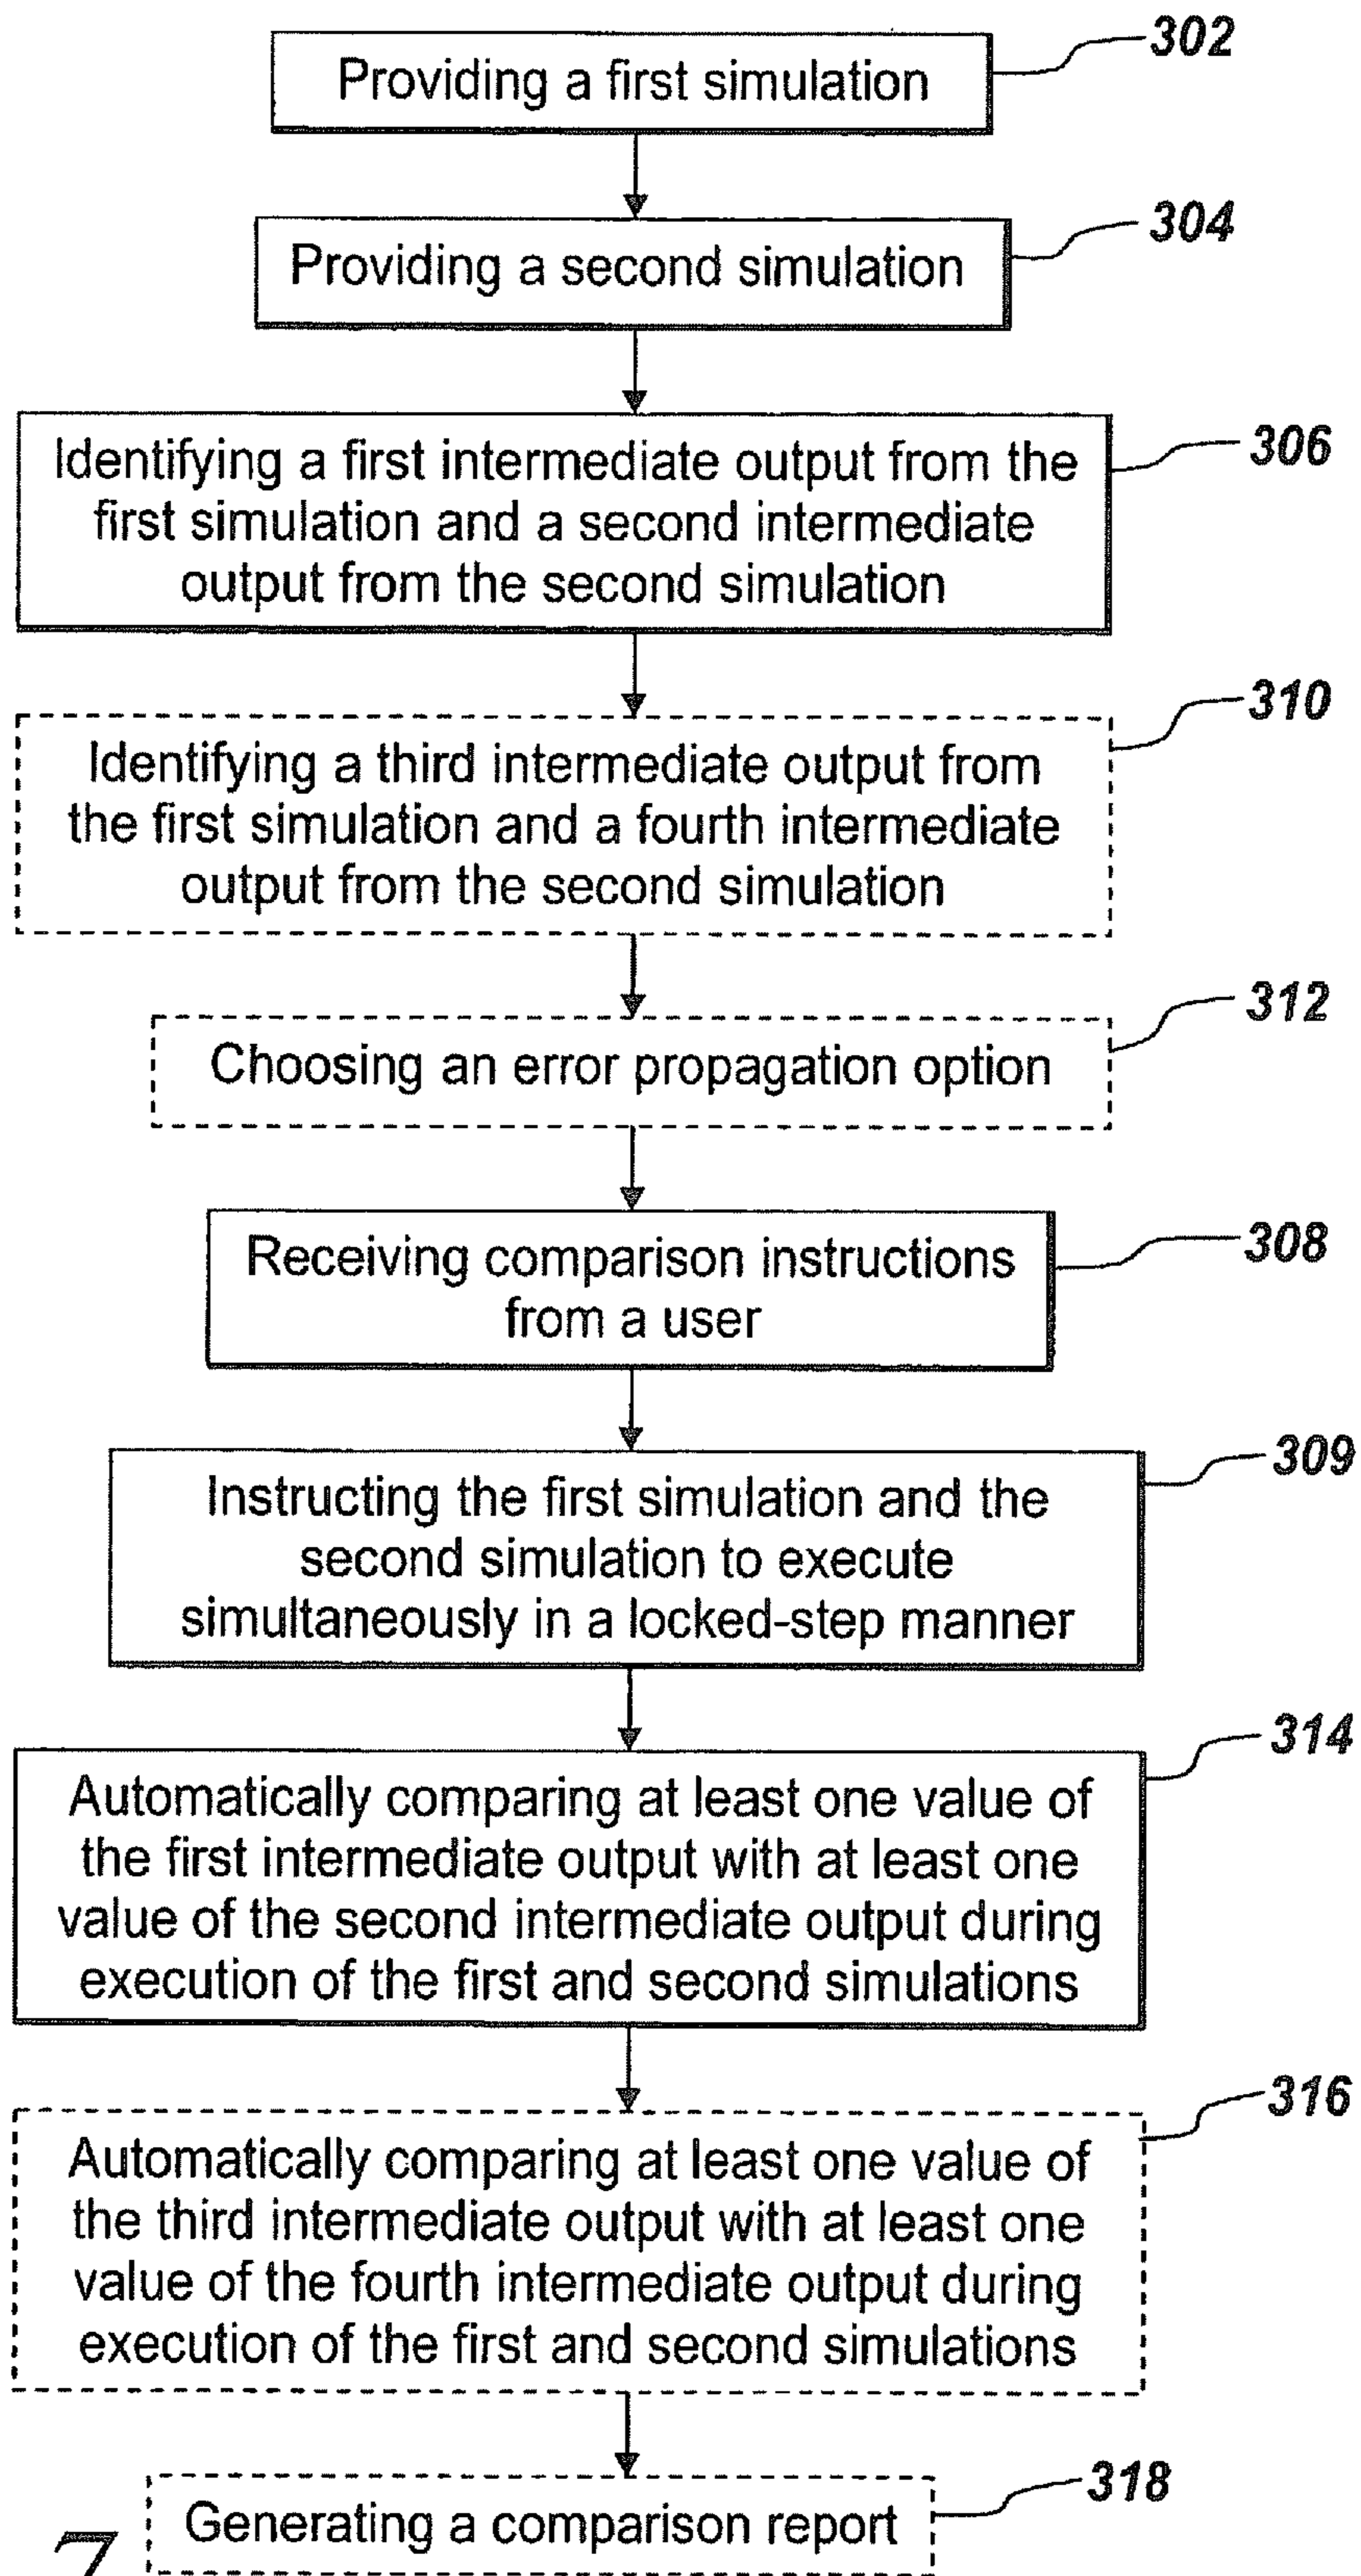 302
Providing a first simulation
304
Providing a second simulation
306
Identifying a first intermediate output from the
first simulation and a second intermediate
output from the second simulation
310
Identifying a third intermediate output from
the first simulation and a fourth intermediate
output from the second simulation
312
Choosing an error propagation option
308
Receiving comparison instructions
from a user
309
Instructing the first simulation and the
second simulation to execute
simultaneously in a locked-step manner
314
Automatically comparing at least one value of
the first intermediate output with at least one
value of the second intermediate output during
execution of the first and second simulations
316
Automatically comparing at least one value of
the third intermediate output with at least one
value of the fourth intermediate output during
execution of the first and second simulations
318
Generating a comparison report
7